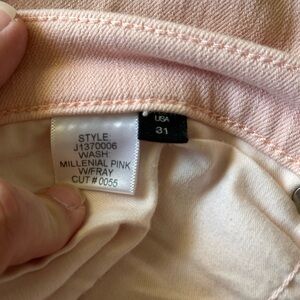 STYLE:
J1370006
WASH:
MILLENIAL PINK
W/FRAY
CUT # 0055
USA
31